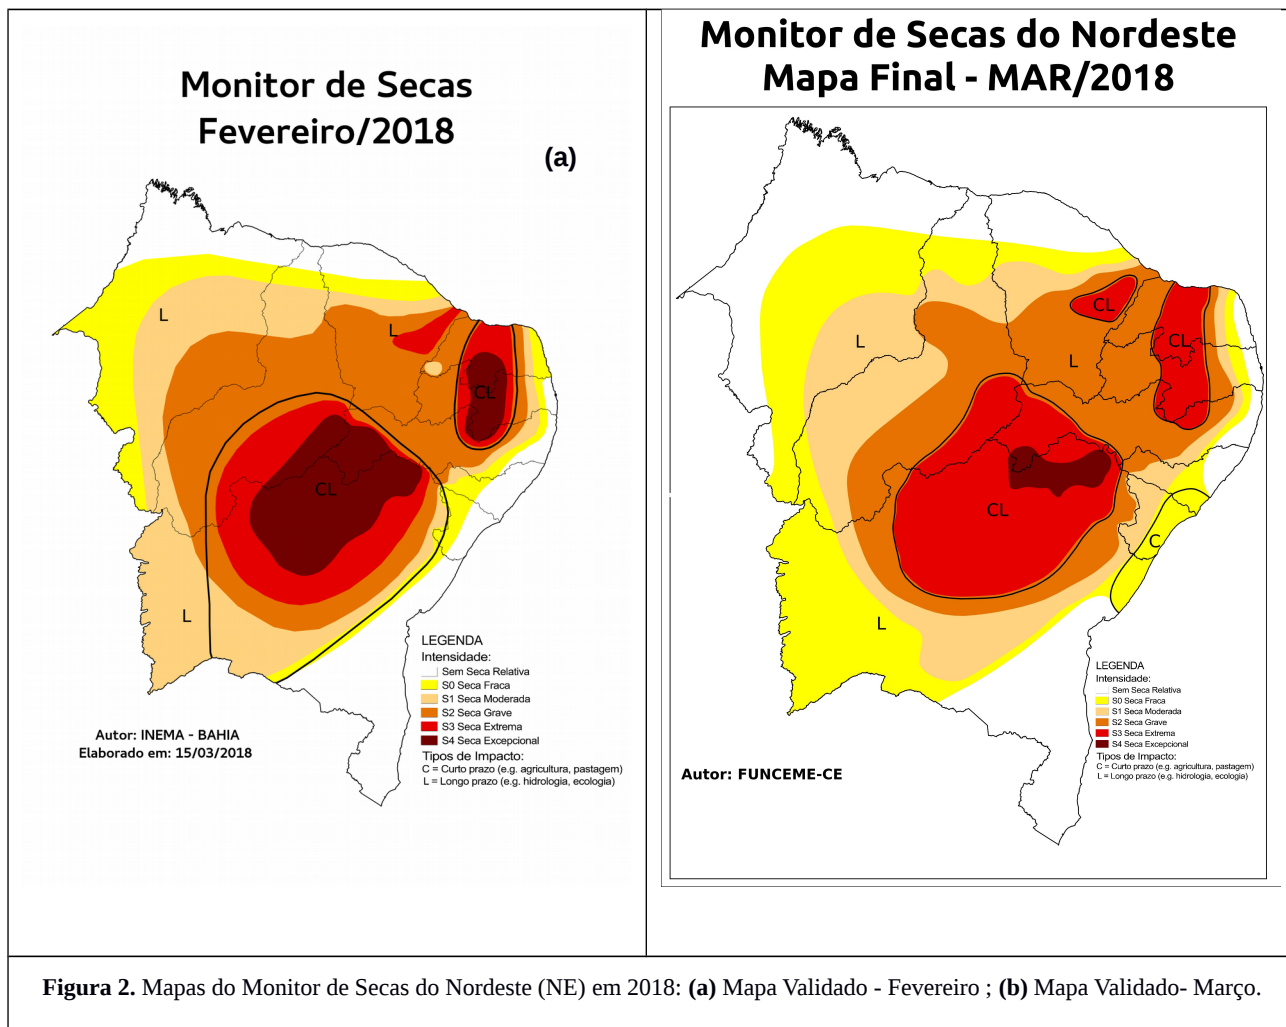 Monitor de Secas
Fevereiro/2018
(a)
L
L
CL
CL
L
LEGENDA
Intensidade:
Sem Seca Relativa
S0 Seca Fraca
S1 Seca Moderada
S2 Seca Grave
S3 Seca Extrema
S4 Seca Excepcional
Tipos de Impacto:
C = Curto prazo (e.g. agricultura, pastagem)
L = Longo prazo (e.g. hidrologia, ecologia)
Autor: INEMA - BAHIA
Elaborado em: 15/03/2018
Monitor de Secas do Nordeste
Mapa Final - MAR/2018
CL
L
CL
L
CL
C
L
LEGENDA
Intensidade:
Sem Seca Relativa
S0 Seca Fraca
S1 Seca Moderada
S2 Seca Grave
S3 Seca Extrema
S4 Seca Excepcional
Tipos de Impacto:
C = Curto prazo (e.g. agricultura, pastagem)
L = Longo prazo (e.g. hidrologia, ecologia)
Autor: FUNCEME-CE
Figura 2. Mapas do Monitor de Secas do Nordeste (NE) em 2018: (a) Mapa Validado - Fevereiro ; (b) Mapa Validado- Março.